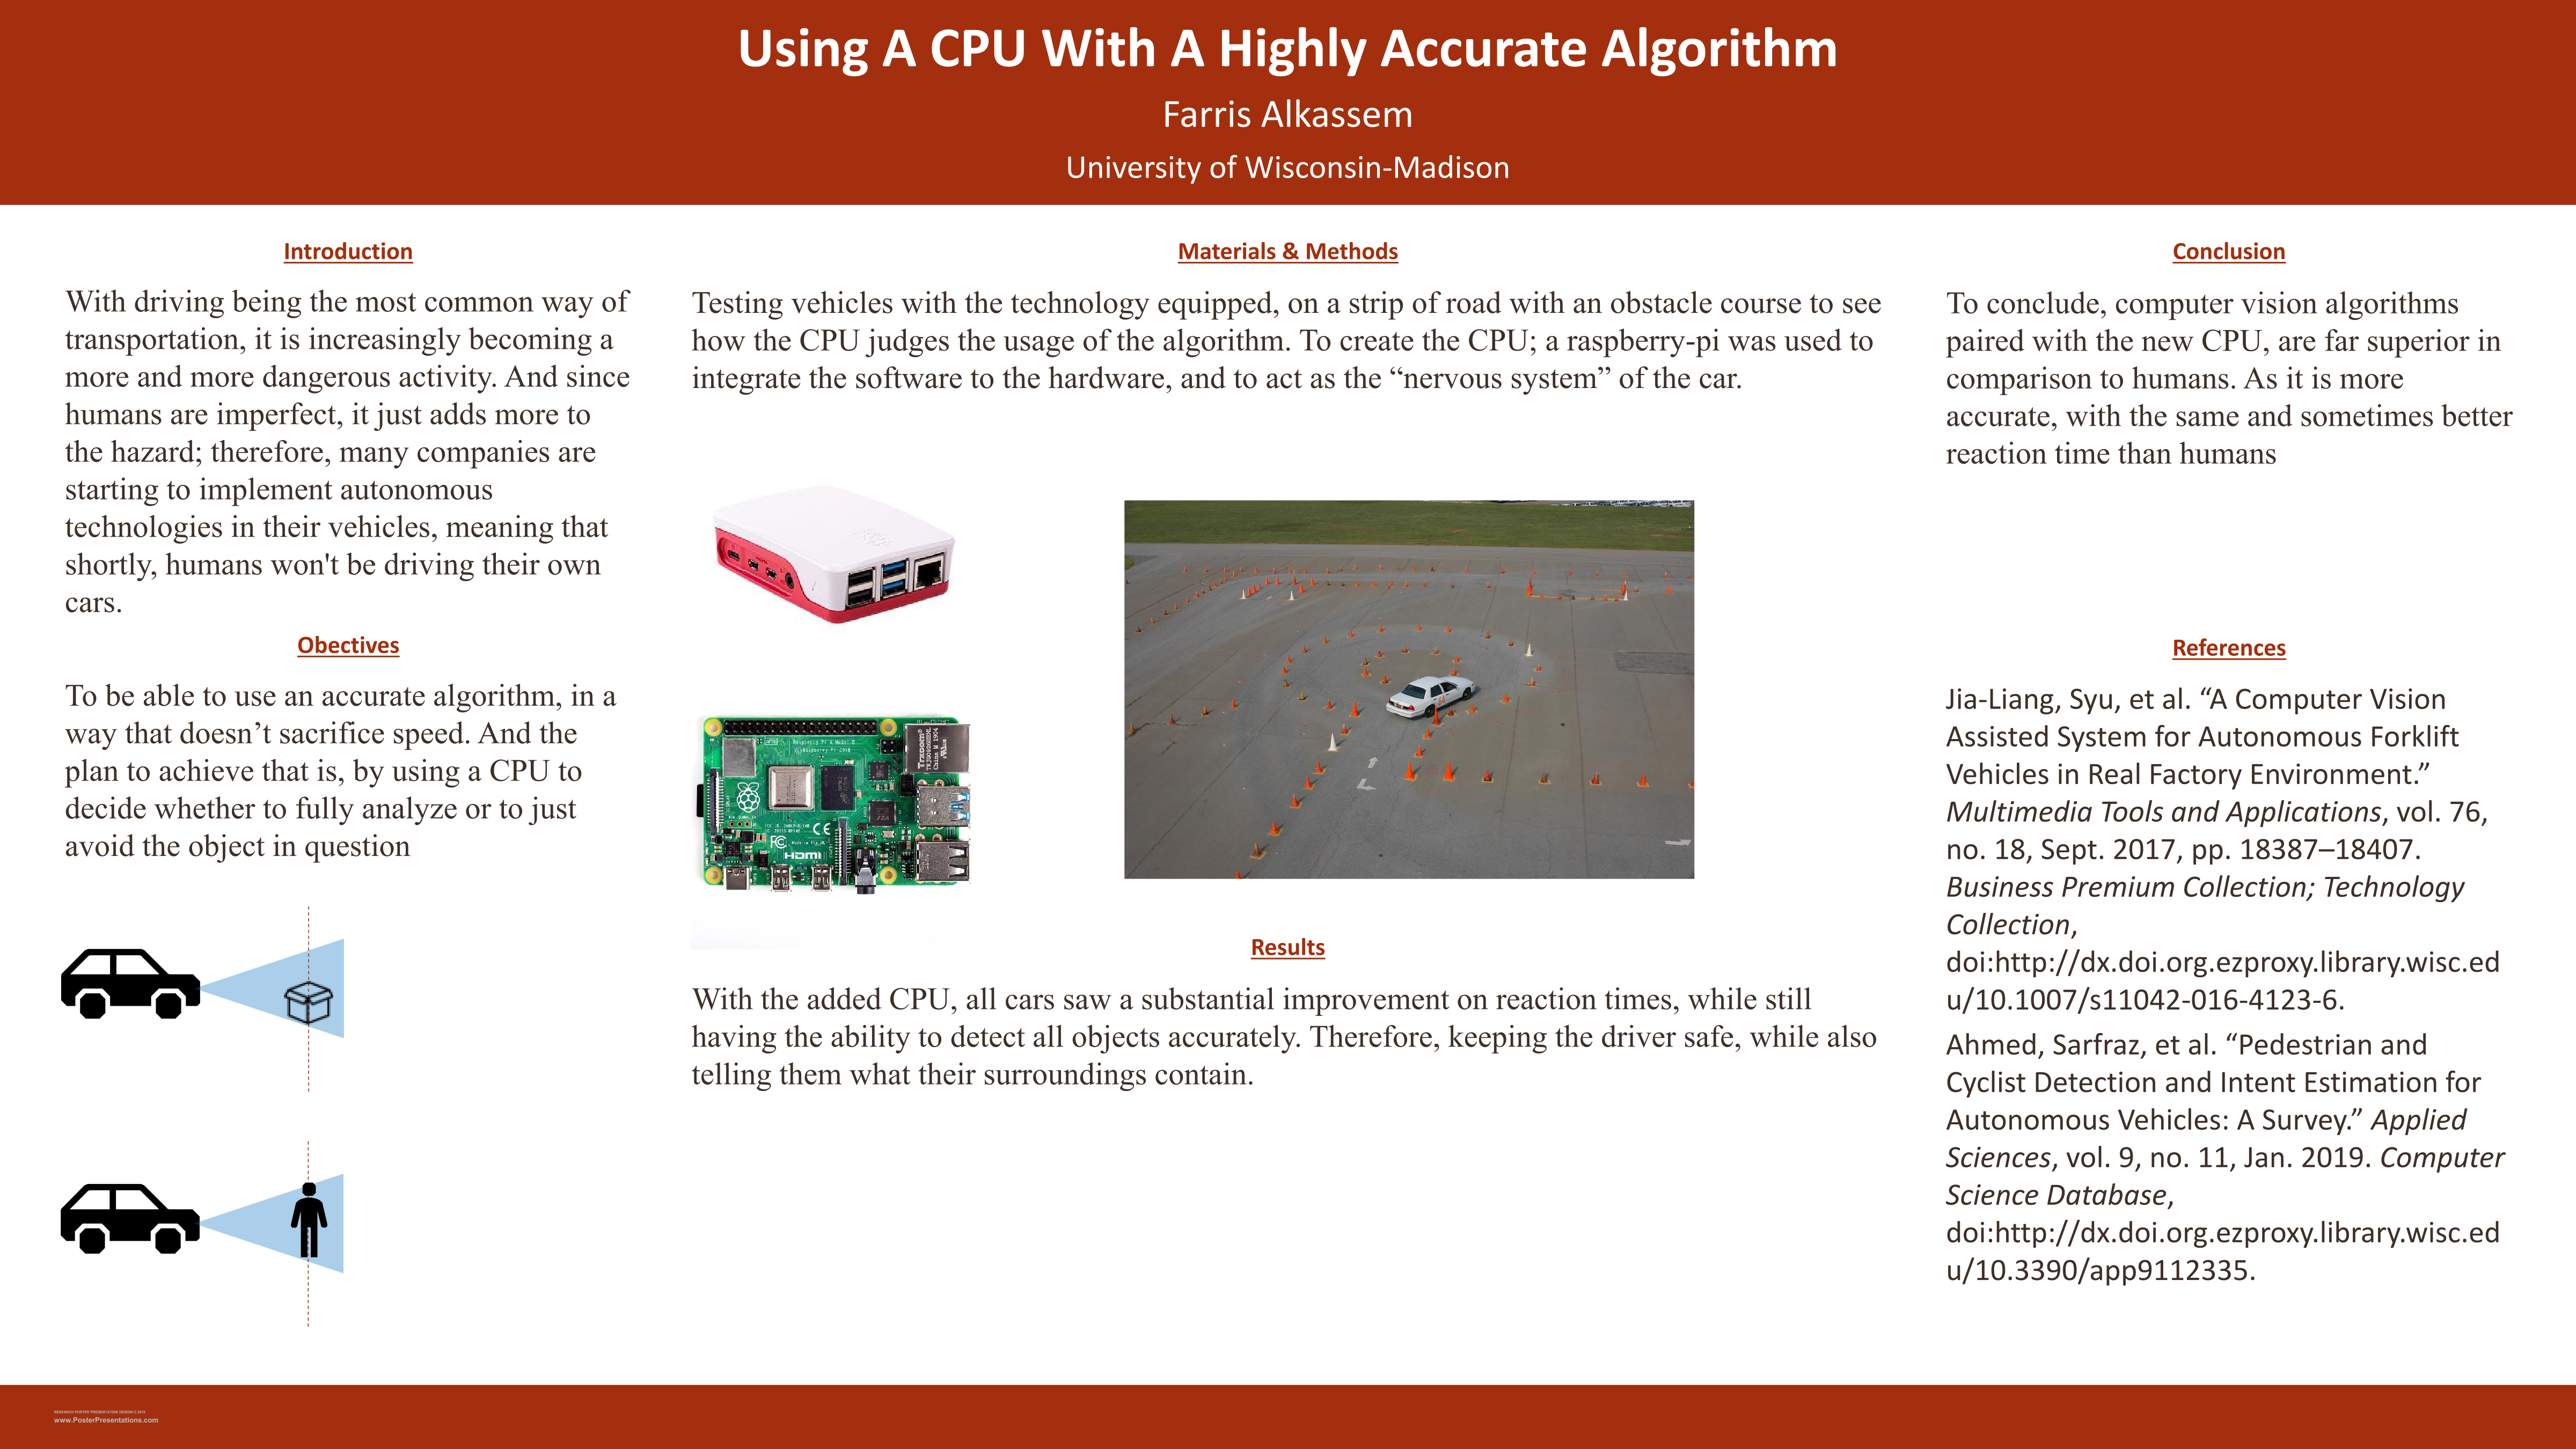 Using A CPU With A Highly Accurate Algorithm
Farris Alkassem
University of Wisconsin-Madison
Introduction
With driving being the most common way of
transportation, it is increasingly becoming a
more and more dangerous activity. And since
humans are imperfect, it just adds more to
the hazard; therefore, many companies are
starting to implement autonomous
technologies in their vehicles, meaning that
shortly, humans won't be driving their own
cars.
Obectives
To be able to use an accurate algorithm, in a
way that doesn’t sacrifice speed. And the
plan to achieve that is, by using a CPU to
decide whether to fully analyze or to just
avoid the object in question
Materials & Methods
Testing vehicles with the technology equipped, on a strip of road with an obstacle course to see
how the CPU judges the usage of the algorithm. To create the CPU; a raspberry-pi was used to
integrate the software to the hardware, and to act as the “nervous system” of the car.
Raspberry Pi 4 Model B
Raspberry Pi 2018
Trxcom
FC
CE
HDMI
Results
With the added CPU, all cars saw a substantial improvement on reaction times, while still
having the ability to detect all objects accurately. Therefore, keeping the driver safe, while also
telling them what their surroundings contain.
Conclusion
To conclude, computer vision algorithms
paired with the new CPU, are far superior in
comparison to humans. As it is more
accurate, with the same and sometimes better
reaction time than humans
References
Jia-Liang, Syu, et al. “A Computer Vision
Assisted System for Autonomous Forklift
Vehicles in Real Factory Environment.”
Multimedia Tools and Applications, vol. 76,
no. 18, Sept. 2017, pp. 18387–18407.
Business Premium Collection; Technology
Collection,
doi:http://dx.doi.org.ezproxy.library.wisc.ed
u/10.1007/s11042-016-4123-6.
Ahmed, Sarfraz, et al. “Pedestrian and
Cyclist Detection and Intent Estimation for
Autonomous Vehicles: A Survey.” Applied
Sciences, vol. 9, no. 11, Jan. 2019. Computer
Science Database,
doi:http://dx.doi.org.ezproxy.library.wisc.ed
u/10.3390/app9112335.
RESEARCH POSTER PRESENTATION DESIGN © 2015
www.PosterPresentations.com